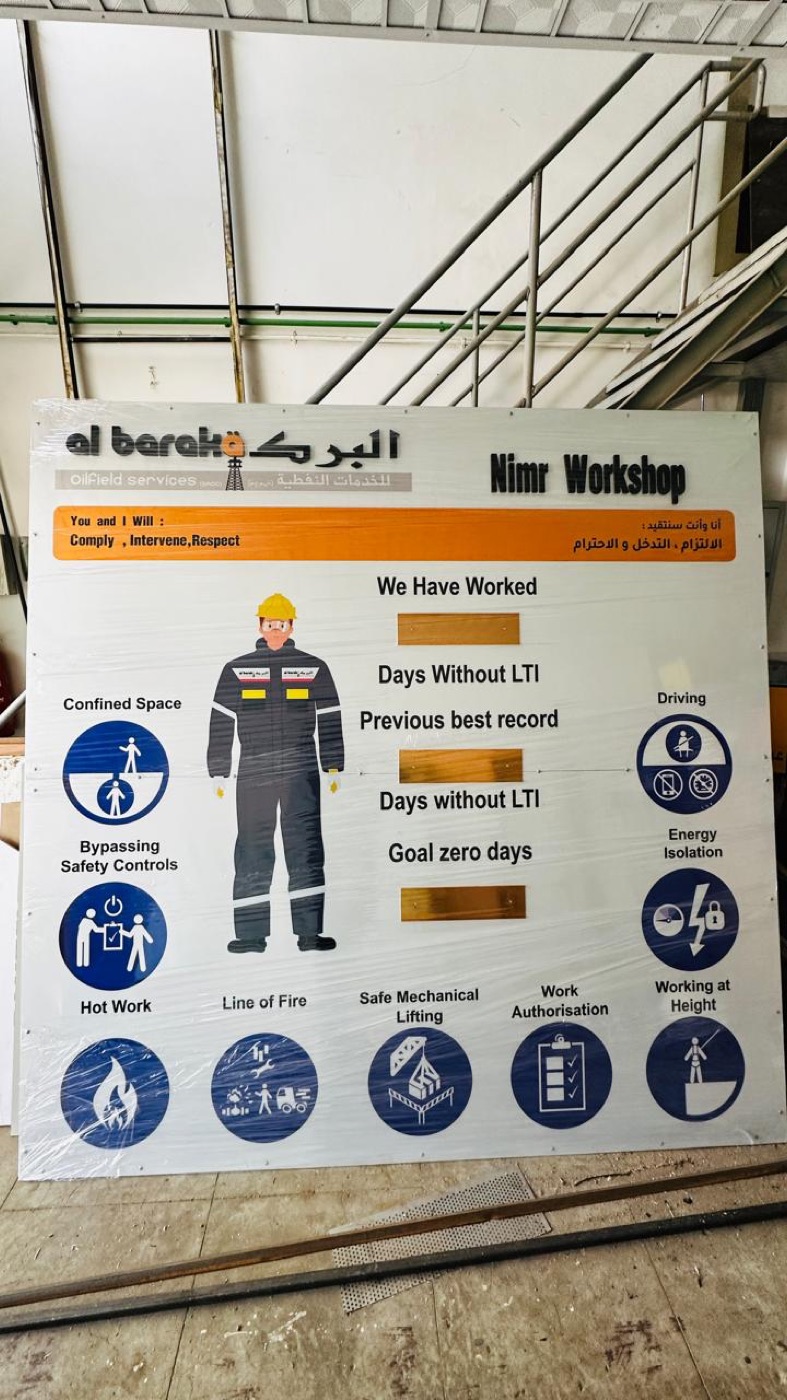 al baraka البركة
oilfield services (BAOO) للخدمات النفطية
Nimr Workshop
You and I Will :
Comply , Intervene,Respect
أنا وأنت سنتقيد:
الالتزام ، التدخل و الاحترام
We Have Worked
Days Without LTI
Previous best record
Days without LTI
Goal zero days
Confined Space
Bypassing
Safety Controls
Hot Work
Line of Fire
Safe Mechanical
Lifting
Work
Authorisation
Driving
Energy
Isolation
Working at
Height